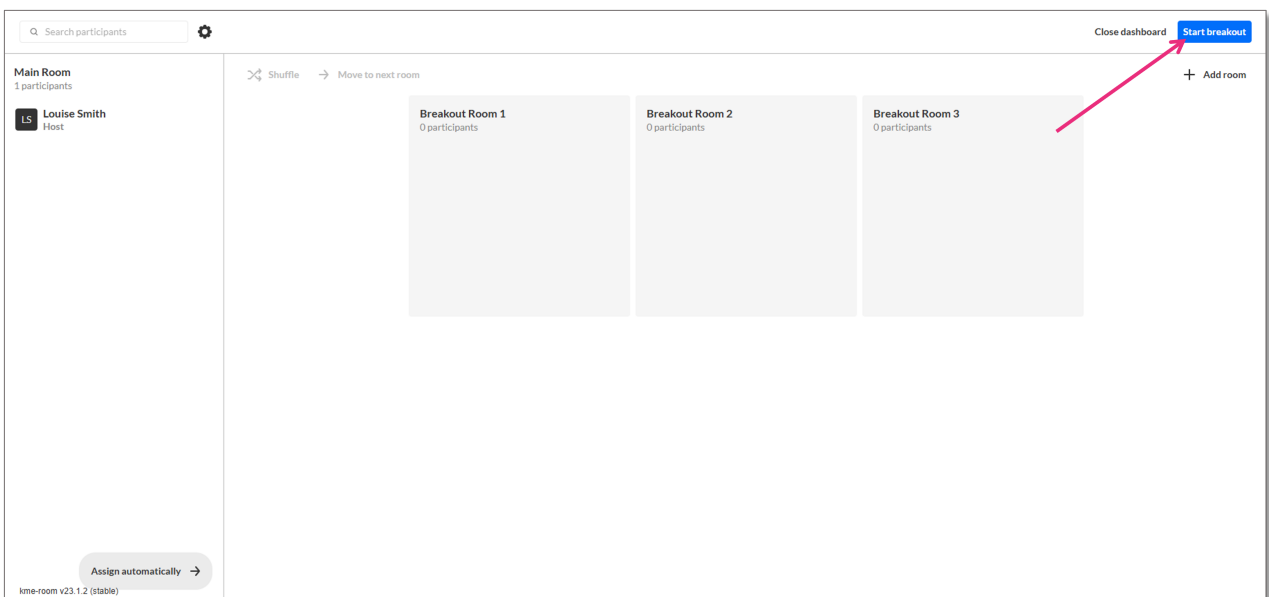 Search participants
Close dashboard
Start breakout
Main Room
1 participants
Shuffle
Move to next room
Add room
LS
Louise Smith
Host
Breakout Room 1
0 participants
Breakout Room 2
0 participants
Breakout Room 3
0 participants
Assign automatically
kme-room v23.1.2 (stable)